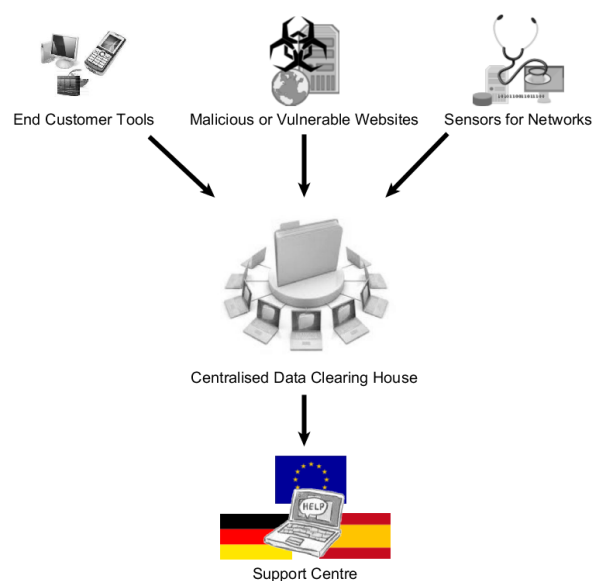 End Customer Tools
Malicious or Vulnerable Websites
Sensors for Networks
Centralised Data Clearing House
HELP
Support Centre